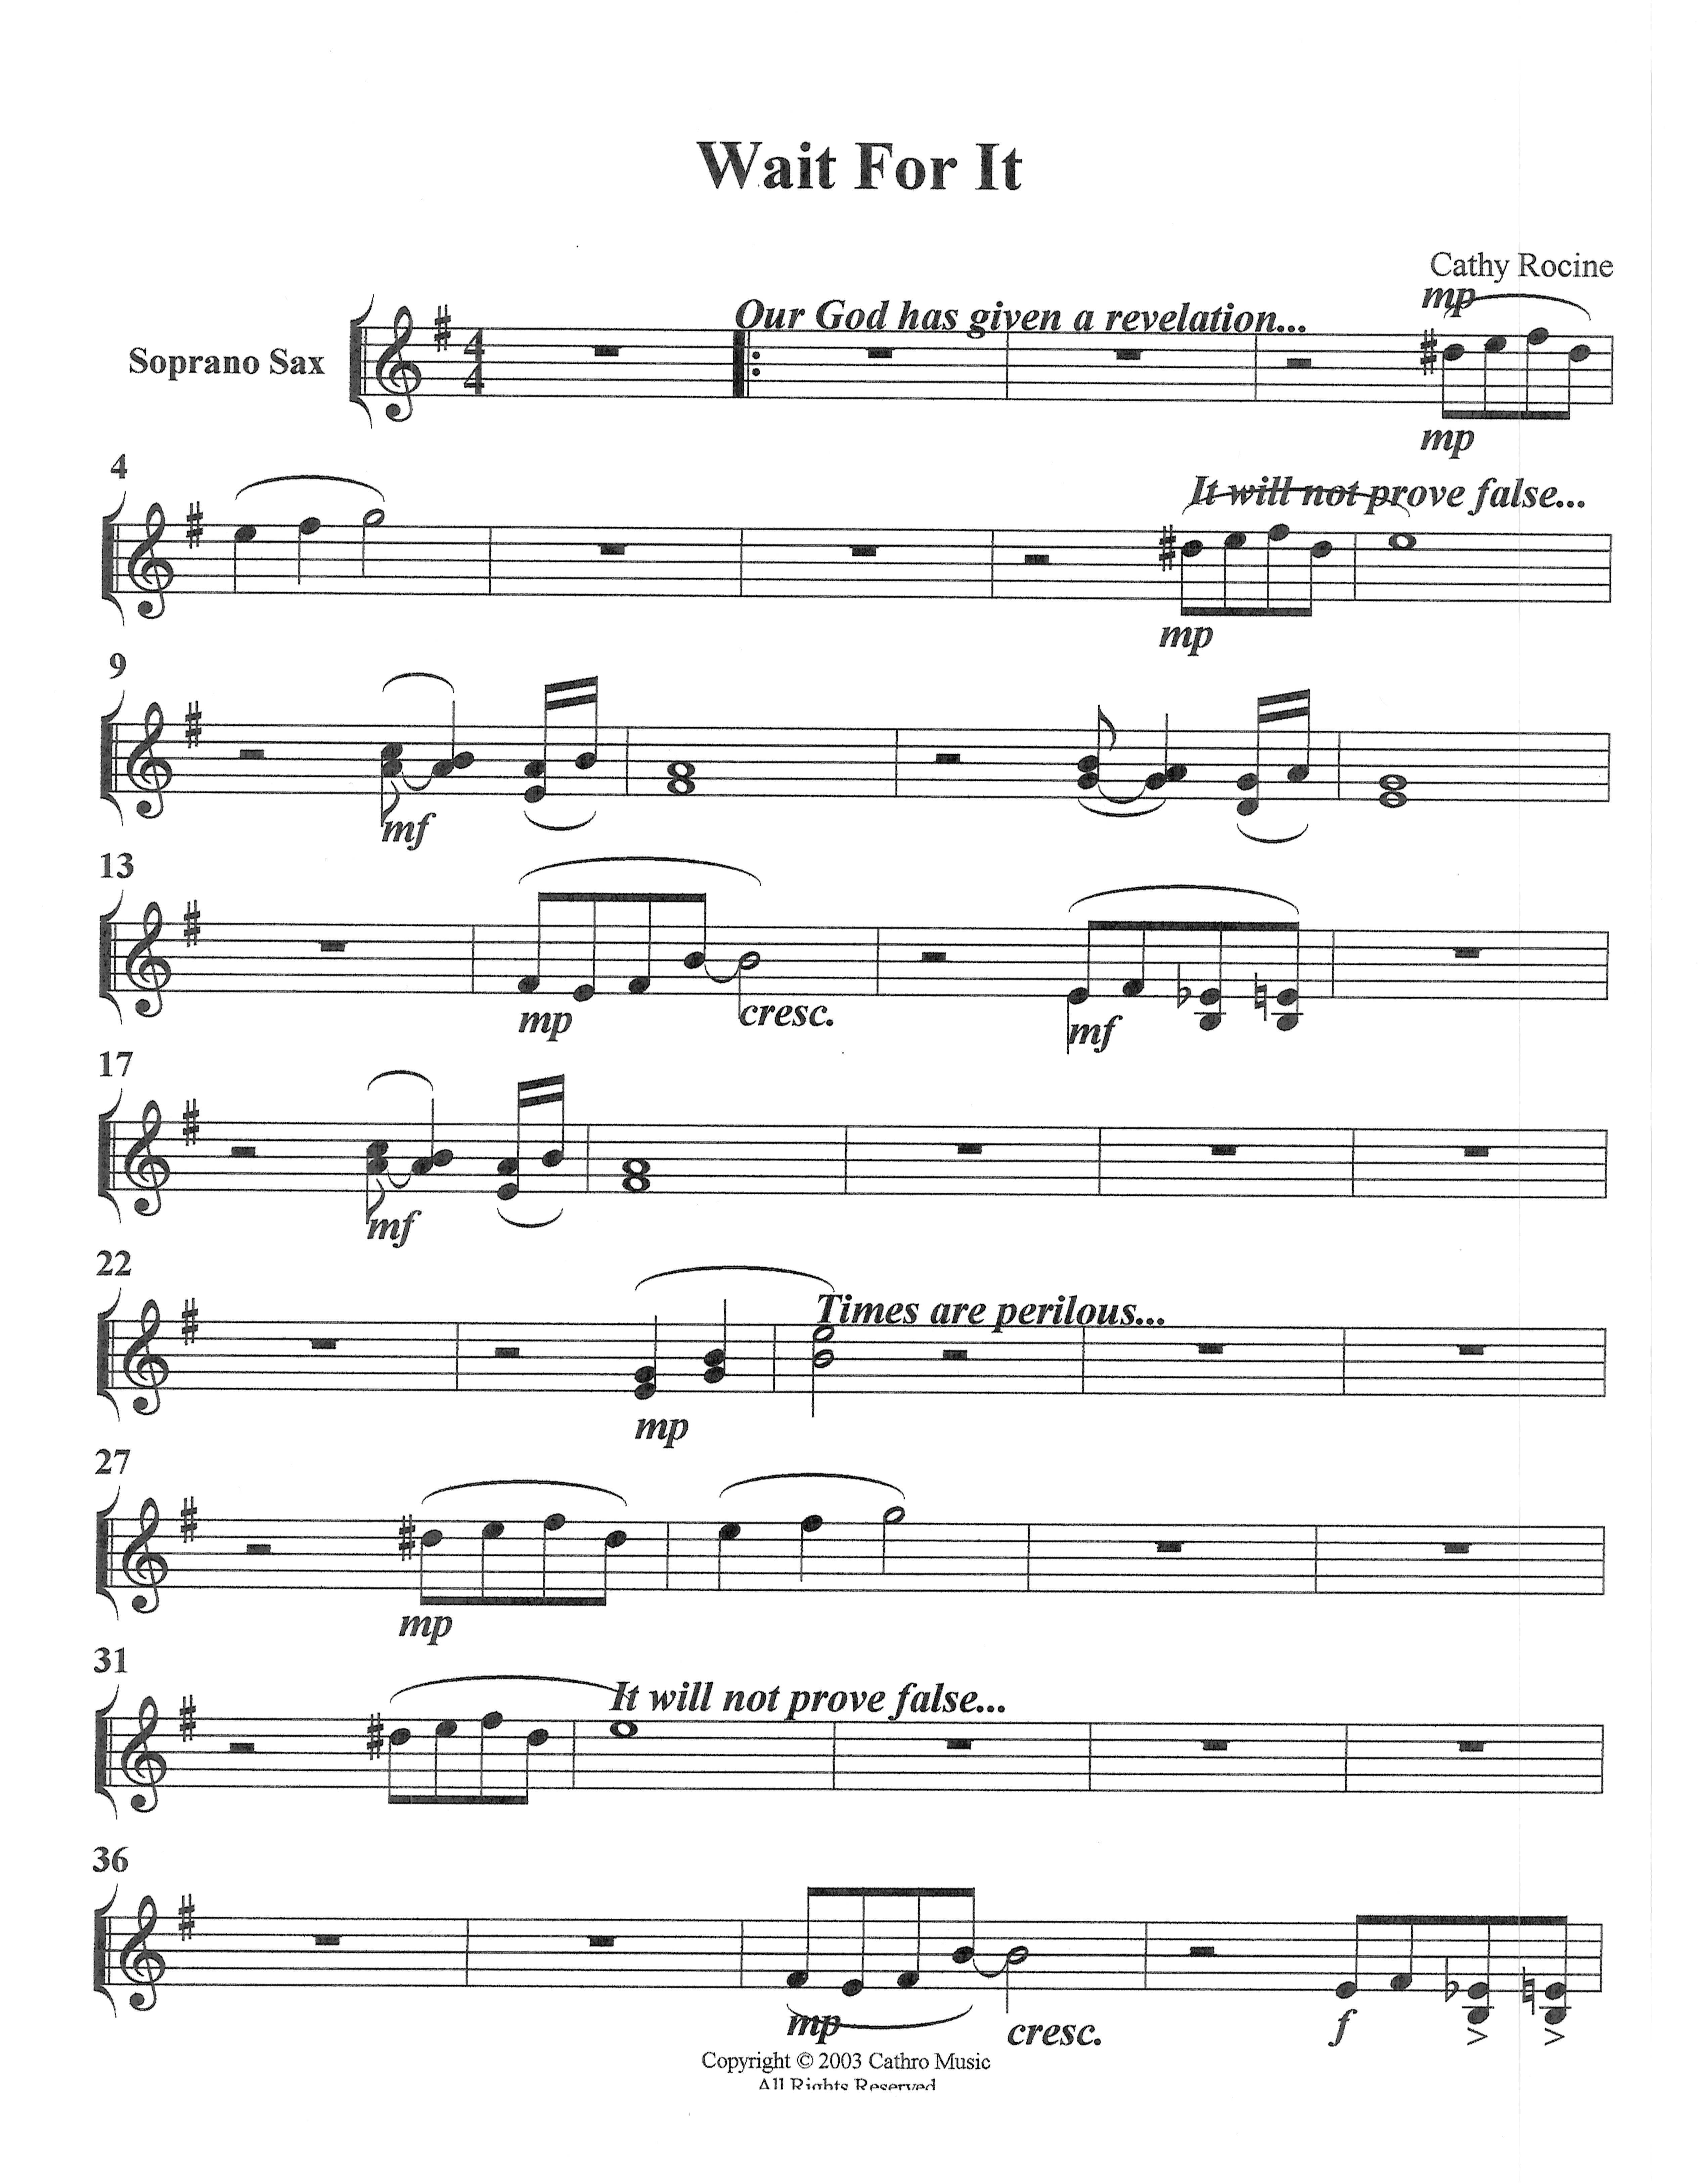 Wait For It
Cathy Rocine
mp
Our God has given a revelation...
Soprano Sax
4
4
mp
4
It will not prove false...
mp
9
mf
13
mp cresc. mf
17
mf
22
Times are perilous...
mp
27
mp
31
It will not prove false...
36
mp cresc. f
Copyright © 2003 Cathro Music
All Rights Reserved